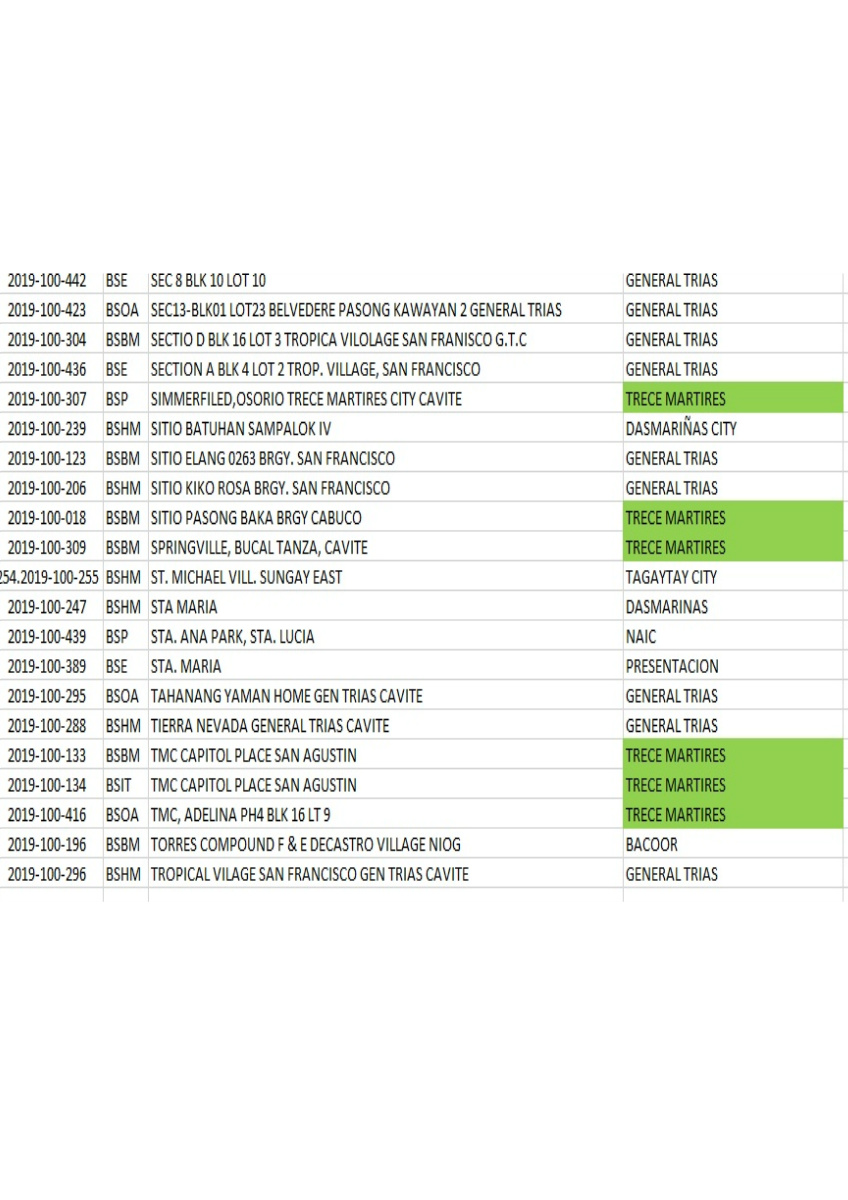 2019-100-442 BSE SEC 8 BLK 10 LOT 10 GENERAL TRIAS
2019-100-423 BSOA SEC13-BLK01 LOT23 BELVEDERE PASONG KAWAYAN 2 GENERAL TRIAS GENERAL TRIAS
2019-100-304 BSBM SECTIO D BLK 16 LOT 3 TROPICA VILOLAGE SAN FRANISCO G.T.C GENERAL TRIAS
2019-100-436 BSE SECTION A BLK 4 LOT 2 TROP. VILLAGE, SAN FRANCISCO GENERAL TRIAS
2019-100-307 BSP SIMMERFILED,OSORIO TRECE MARTIRES CITY CAVITE TRECE MARTIRES
2019-100-239 BSHM SITIO BATUHAN SAMPALOK IV DASMARIÑAS CITY
2019-100-123 BSBM SITIO ELANG 0263 BRGY. SAN FRANCISCO GENERAL TRIAS
2019-100-206 BSHM SITIO KIKO ROSA BRGY. SAN FRANCISCO GENERAL TRIAS
2019-100-018 BSBM SITIO PASONG BAKA BRGY CABUCO TRECE MARTIRES
2019-100-309 BSBM SPRINGVILLE, BUCAL TANZA, CAVITE TRECE MARTIRES
254.2019-100-255 BSHM ST. MICHAEL VILL. SUNGAY EAST TAGAYTAY CITY
2019-100-247 BSHM STA MARIA DASMARINAS
2019-100-439 BSP STA. ANA PARK, STA. LUCIA NAIC
2019-100-389 BSE STA. MARIA PRESENTACION
2019-100-295 BSOA TAHANANG YAMAN HOME GEN TRIAS CAVITE GENERAL TRIAS
2019-100-288 BSHM TIERRA NEVADA GENERAL TRIAS CAVITE GENERAL TRIAS
2019-100-133 BSBM TMC CAPITOL PLACE SAN AGUSTIN TRECE MARTIRES
2019-100-134 BSIT TMC CAPITOL PLACE SAN AGUSTIN TRECE MARTIRES
2019-100-416 BSOA TMC, ADELINA PH4 BLK 16 LT 9 TRECE MARTIRES
2019-100-196 BSBM TORRES COMPOUND F & E DECASTRO VILLAGE NIOG BACOOR
2019-100-296 BSHM TROPICAL VILAGE SAN FRANCISCO GEN TRIAS CAVITE GENERAL TRIAS